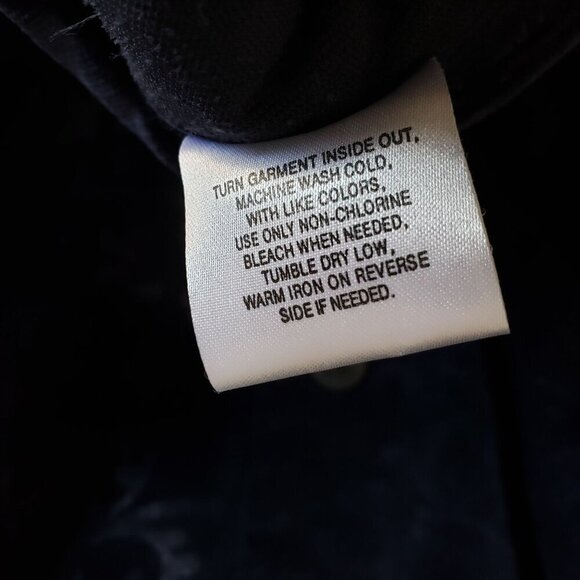 TURN GARMENT INSIDE OUT,
MACHINE WASH COLD,
WITH LIKE COLORS,
USE ONLY NON-CHLORINE
BLEACH WHEN NEEDED,
TUMBLE DRY LOW,
WARM IRON ON REVERSE
SIDE IF NEEDED.